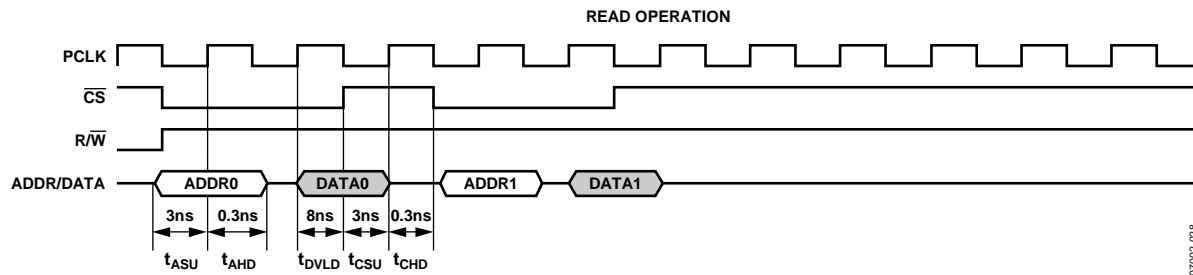 READ OPERATION
PCLK
CS
R/W
ADDR/DATA
ADDR0
DATA0
ADDR1
DATA1
3ns 0.3ns 8ns 3ns 0.3ns
tASU tAHD tDVLD tCSU tCHD